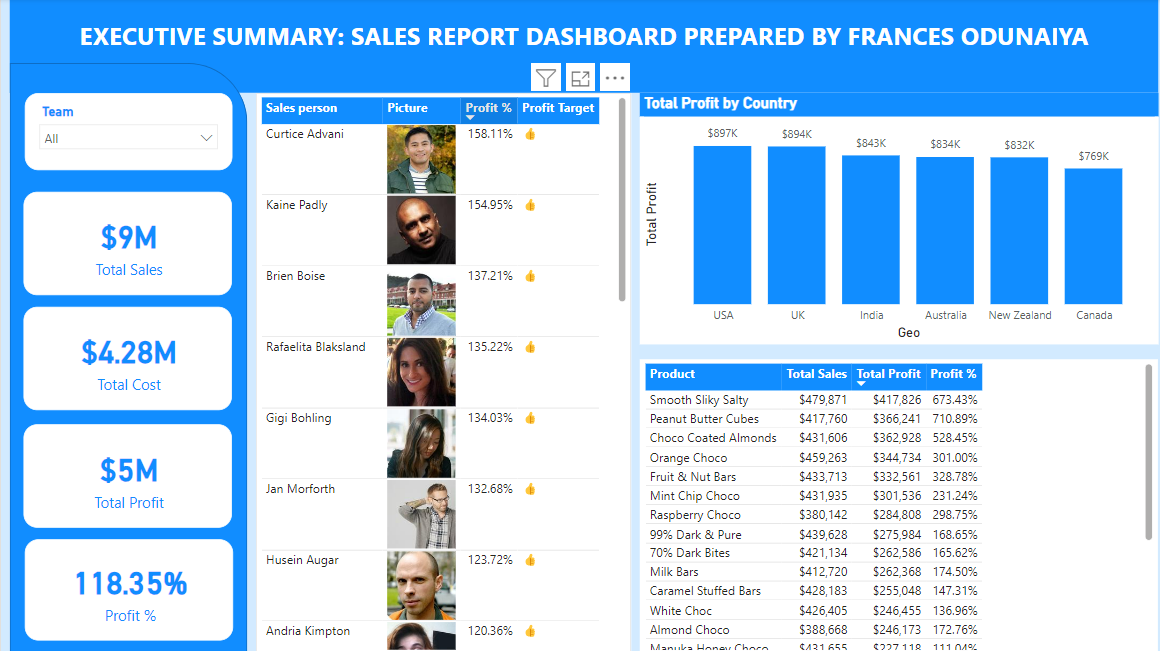 EXECUTIVE SUMMARY: SALES REPORT DASHBOARD PREPARED BY FRANCES ODUNAIYA
Team
All
$9M
Total Sales
$4.28M
Total Cost
$5M
Total Profit
118.35%
Profit %
Sales person Picture Profit % Profit Target
Curtice Advani 158.11%
Kaine Padly 154.95%
Brien Boise 137.21%
Rafaelita Blaksland 135.22%
Gigi Bohling 134.03%
Jan Morforth 132.68%
Husein Augar 123.72%
Andria Kimpton 120.36%
Total Profit by Country
Total Profit
$897K $894K $843K $834K $832K $769K
USA UK India Australia New Zealand Canada
Geo
Product Total Sales Total Profit Profit %
Smooth Sliky Salty $479,871 $417,826 673.43%
Peanut Butter Cubes $417,760 $366,241 710.89%
Choco Coated Almonds $431,606 $362,928 528.45%
Orange Choco $459,263 $344,734 301.00%
Fruit & Nut Bars $433,713 $332,561 328.78%
Mint Chip Choco $431,935 $301,536 231.24%
Raspberry Choco $380,142 $284,808 298.75%
99% Dark & Pure $439,628 $275,984 168.65%
70% Dark Bites $421,134 $262,586 165.62%
Milk Bars $412,720 $262,368 174.50%
Caramel Stuffed Bars $428,183 $255,048 147.31%
White Choc $426,405 $246,455 136.96%
Almond Choco $388,668 $246,173 172.76%
Manuka Honey Choco $431,655 $227,118 111.04%